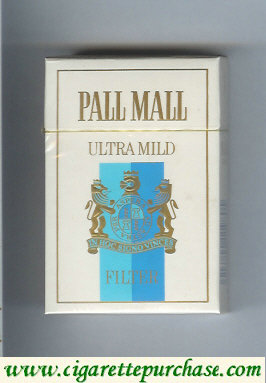 PALL MALL
ULTRA MILD
IN HOC SIGNO VINCES
FILTER
www.cigarettepurchase.com